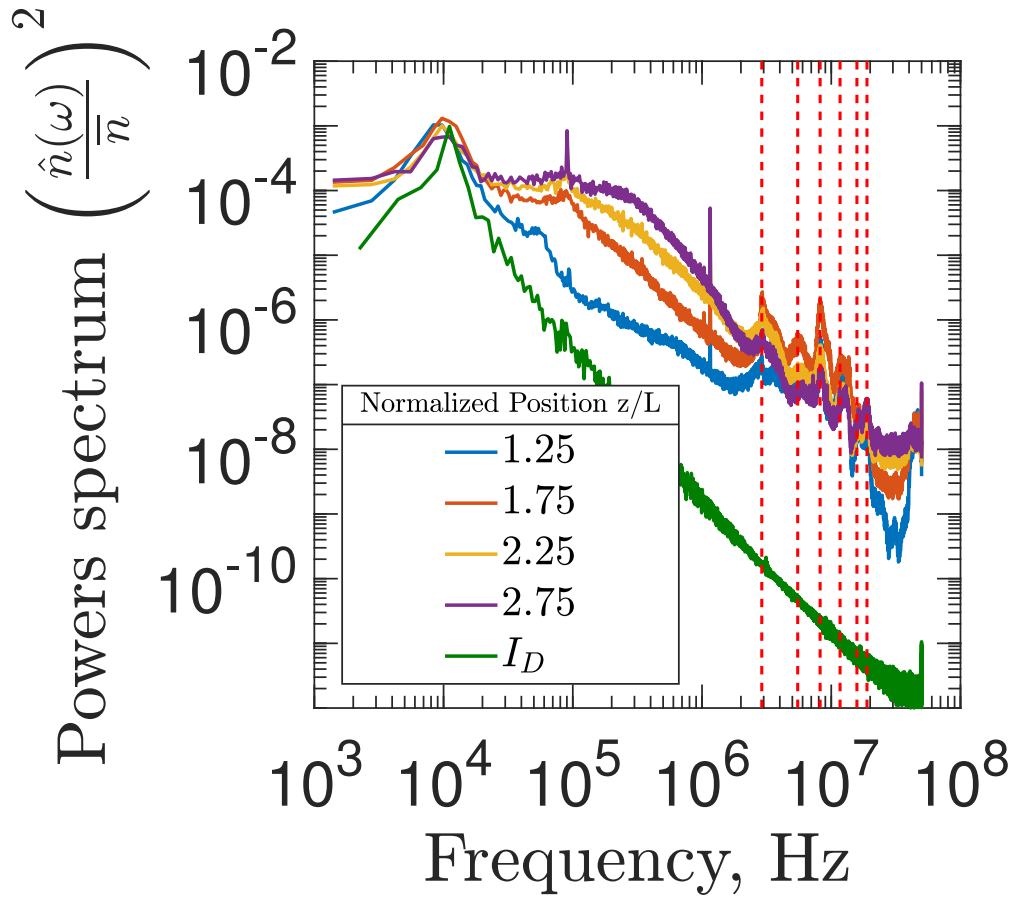 Powers spectrum (n̂(ω)/n̅)²
10⁻²
10⁻⁴
10⁻⁶
10⁻⁸
10⁻¹⁰
Normalized Position z/L
1.25
1.75
2.25
2.75
I_D
10³ 10⁴ 10⁵ 10⁶ 10⁷ 10⁸
Frequency, Hz